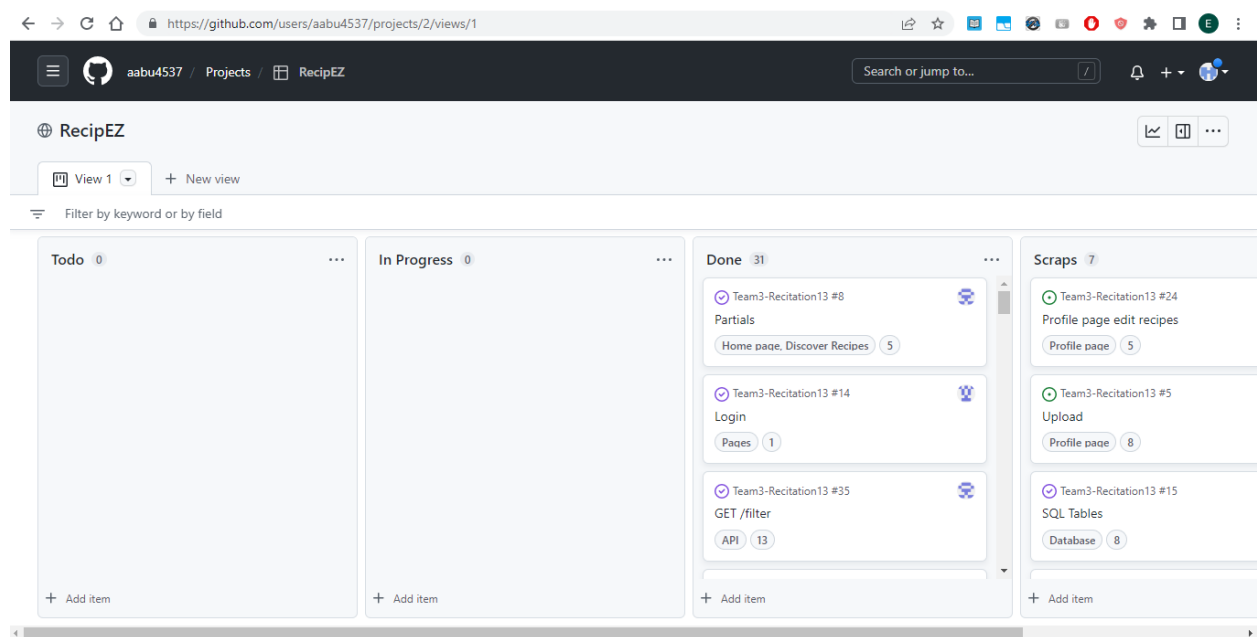 https://github.com/users/aabu4537/projects/2/views/1
E
aabu4537 / Projects / RecipEZ
Search or jump to... /
RecipEZ
View 1
New view
Filter by keyword or by field
Todo 0
In Progress 0
Done 31
Team3-Recitation13 #8
Partials
Home page, Discover Recipes 5
Team3-Recitation13 #14
Login
Pages 1
Team3-Recitation13 #35
GET /filter
API 13
Scraps 7
Team3-Recitation13 #24
Profile page edit recipes
Profile page 5
Team3-Recitation13 #5
Upload
Profile page 8
Team3-Recitation13 #15
SQL Tables
Database 8
+ Add item
+ Add item
+ Add item
+ Add item